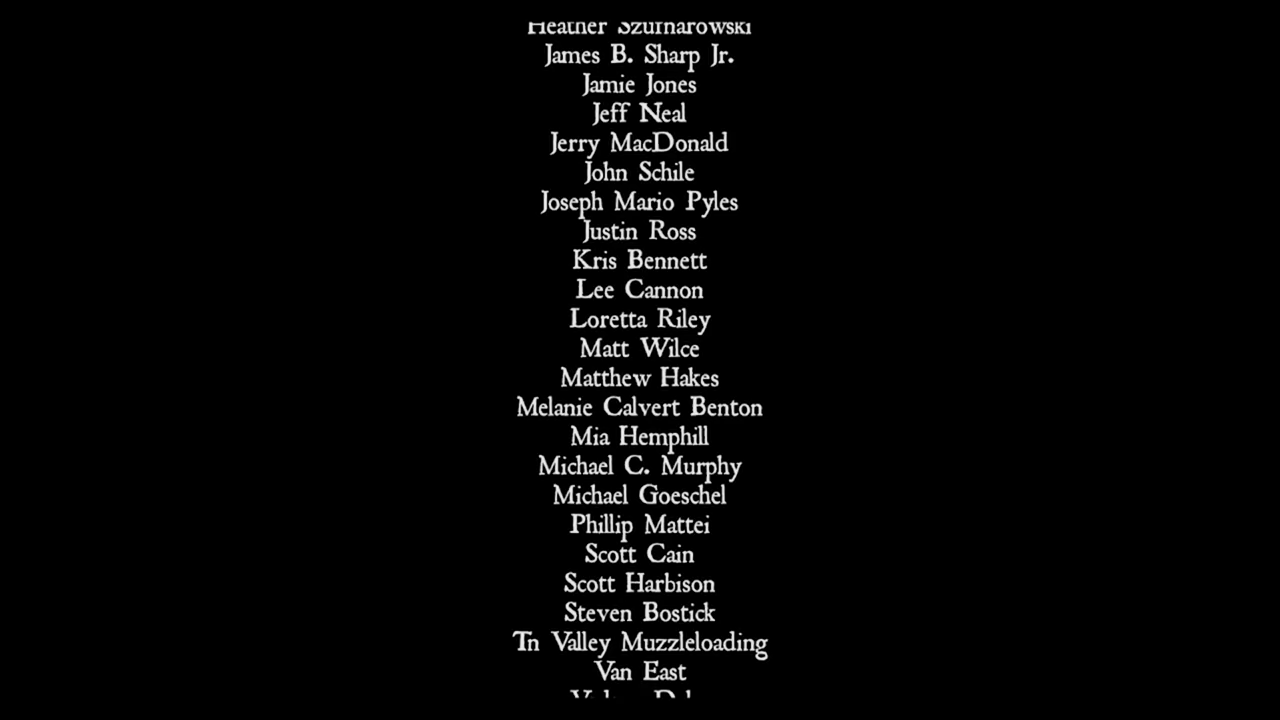 Heather Szufnarowski
James B. Sharp Jr.
Jamie Jones
Jeff Neal
Jerry MacDonald
John Schile
Joseph Mario Pyles
Justin Ross
Kris Bennett
Lee Cannon
Loretta Riley
Matt Wilce
Matthew Hakes
Melanie Calvert Benton
Mia Hemphill
Michael C. Murphy
Michael Goeschel
Phillip Mattei
Scott Cain
Scott Harbison
Steven Bostick
Tn Valley Muzzleloading
Van East